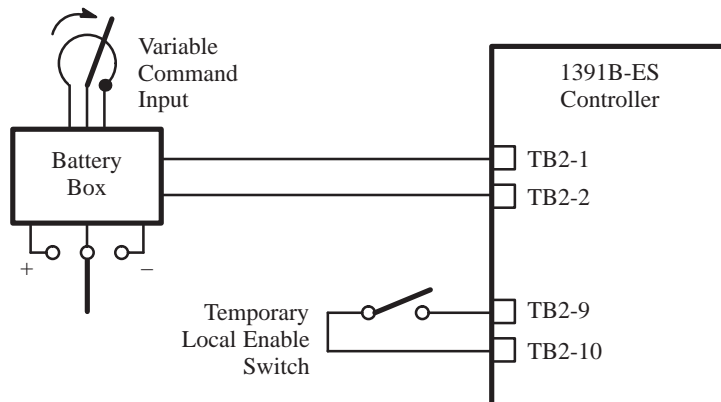 Variable
Command
Input
1391B-ES
Controller
Battery
Box
TB2-1
TB2-2
+
–
Temporary
Local Enable
Switch
TB2-9
TB2-10